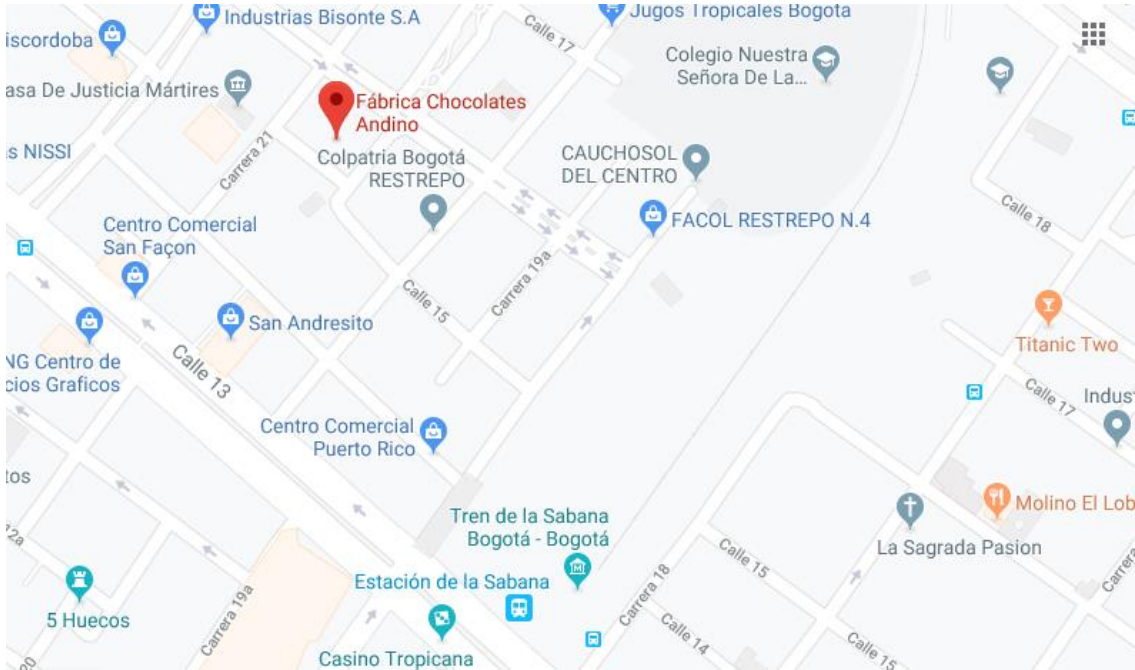 Industrias Bisonte S.A
Jugos Tropicales Bogota
Calle 17
iscordoba
Colegio Nuestra
Señora De La...
asa De Justicia Mártires
Fábrica Chocolates
Andino
s NISSI
Carrera 21
Colpatria Bogotá
RESTREPO
CAUCHOSOL
DEL CENTRO
Calle 18
Centro Comercial
San Façon
FACOL RESTREPO N.4
Carrera 19a
Calle 15
San Andresito
Titanic Two
NG Centro de
cios Graficos
Calle 13
Calle 17
Indust
Centro Comercial
Puerto Rico
tos
Molino El Lob
Tren de la Sabana
Bogotá - Bogotá
12a
La Sagrada Pasion
Calle 15
Carrera
Estación de la Sabana
Carrera 18
5 Huecos
Carrera 19a
Calle 14
Calle 15
Casino Tropicana
20